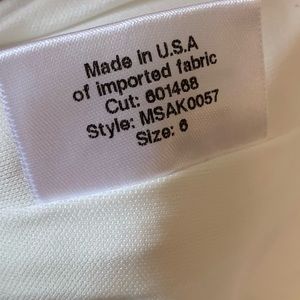 Made in U.S.A
of imported fabric
Cut: 601468
Style: MSAK0057
Size: 6